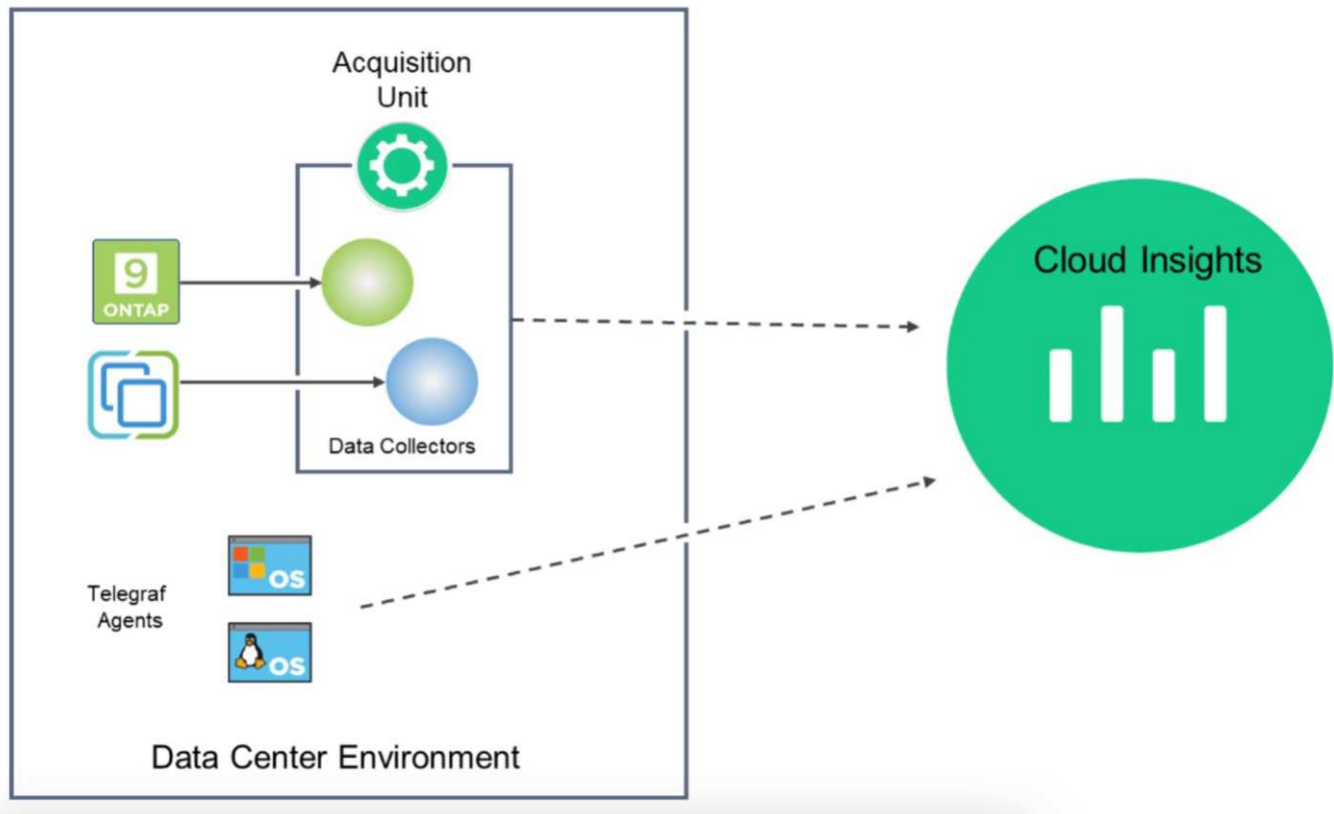 Acquisition
Unit
Cloud Insights
9
ONTAP
Data Collectors
Telegraf
Agents
OS
OS
Data Center Environment